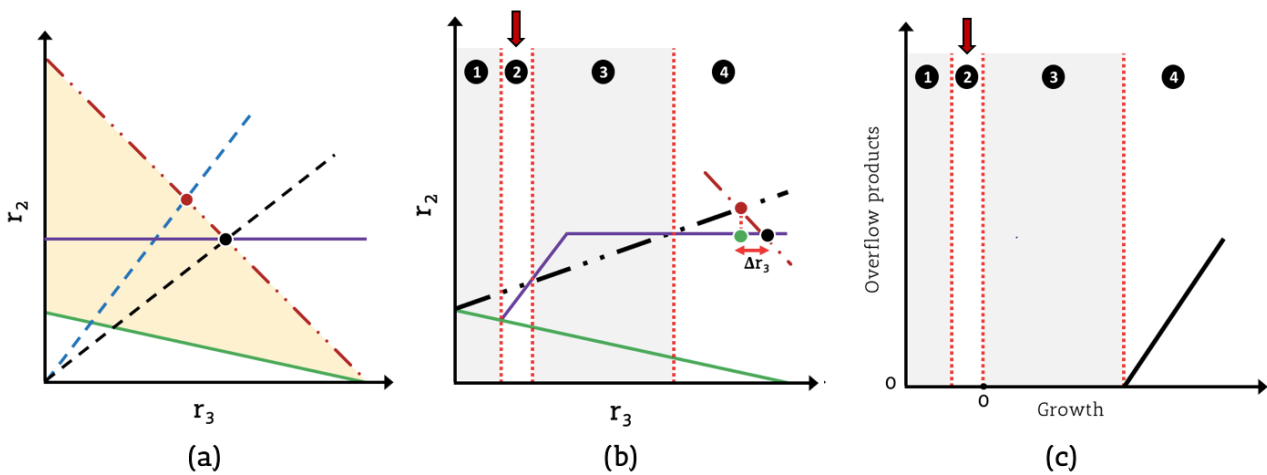 r₂
r₃
(a)
1
2
3
4
r₂
Δr₃
r₃
(b)
1
2
3
4
Overflow products
0
0
Growth
(c)